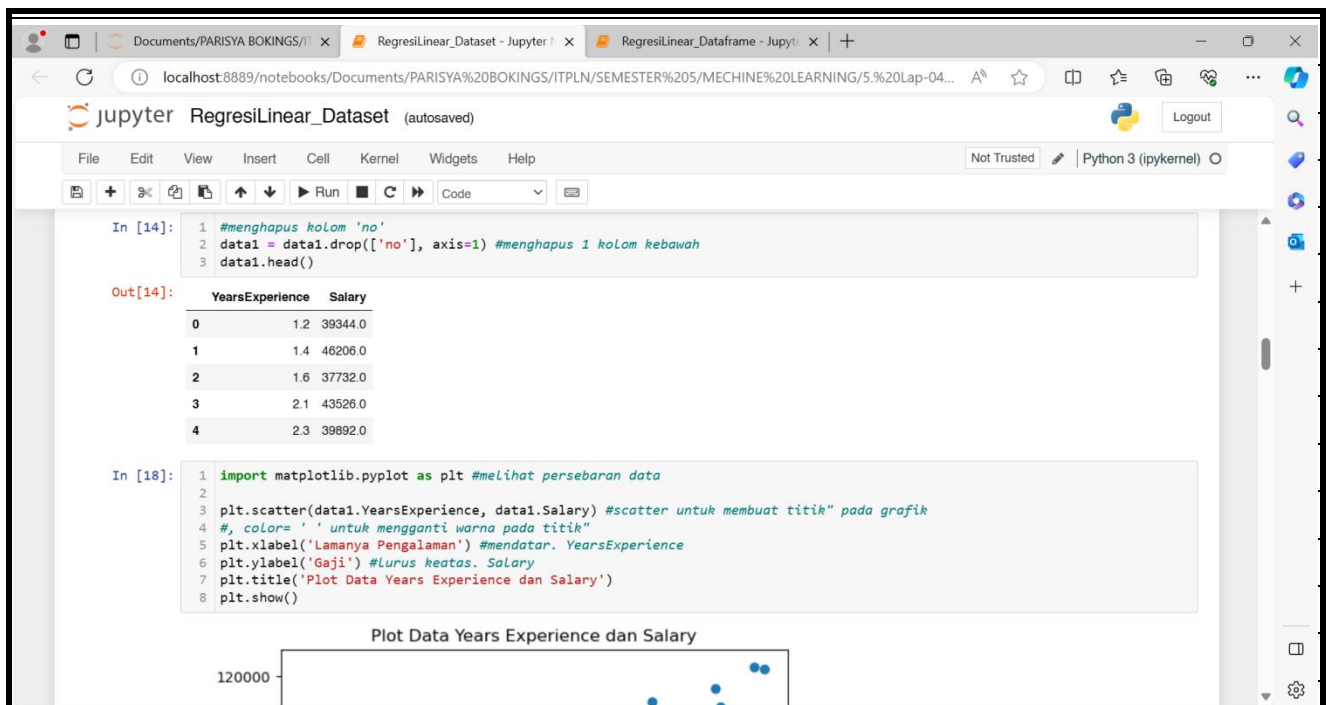 Documents/PARISYA BOKINGS/IT
RegresiLinear_Dataset - Jupyter N
RegresiLinear_Dataframe - Jupyte
localhost:8889/notebooks/Documents/PARISYA%20BOKINGS/ITPLN/SEMESTER%205/MECHINE%20LEARNING/5.%20Lap-04...
jupyter RegresiLinear_Dataset (autosaved)
Logout
File Edit View Insert Cell Kernel Widgets Help
Not Trusted Python 3 (ipykernel)
Run Code
In [14]:
1 #menghapus kolom 'no'
2 data1 = data1.drop(['no'], axis=1) #menghapus 1 kolom kebawah
3 data1.head()
Out[14]:
YearsExperience Salary
0 1.2 39344.0
1 1.4 46206.0
2 1.6 37732.0
3 2.1 43526.0
4 2.3 39892.0
In [18]:
1 import matplotlib.pyplot as plt #melihat persebaran data
2
3 plt.scatter(data1.YearsExperience, data1.Salary) #scatter untuk membuat titik" pada grafik
4 #, color= ' ' untuk mengganti warna pada titik"
5 plt.xlabel('Lamanya Pengalaman') #mendatar. YearsExperience
6 plt.ylabel('Gaji') #lurus keatas. Salary
7 plt.title('Plot Data Years Experience dan Salary')
8 plt.show()
Plot Data Years Experience dan Salary
120000